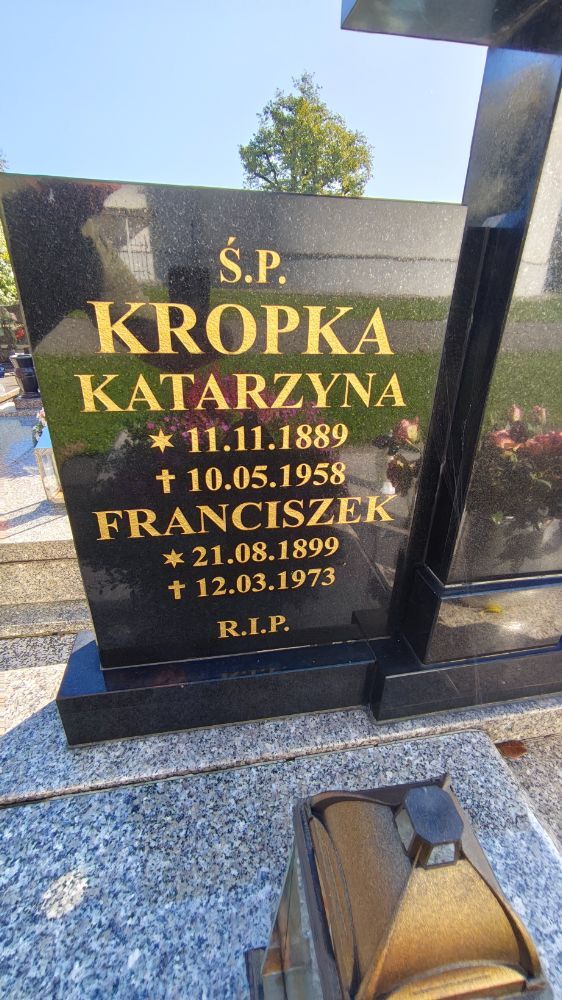 Ś.P.
KROPKA
KATARZYNA
✶ 11.11.1889
✝ 10.05.1958
FRANCISZEK
✶ 21.08.1899
✝ 12.03.1973
R.I.P.